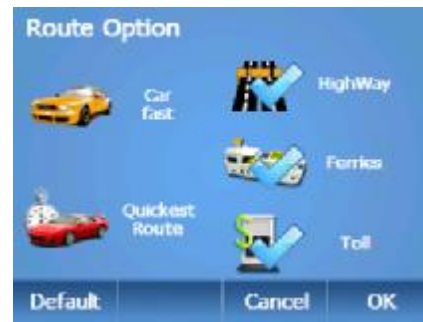 Route Option
Car
fast
HighWay
Ferries
Quickest
Route
Toll
Default
Cancel
OK